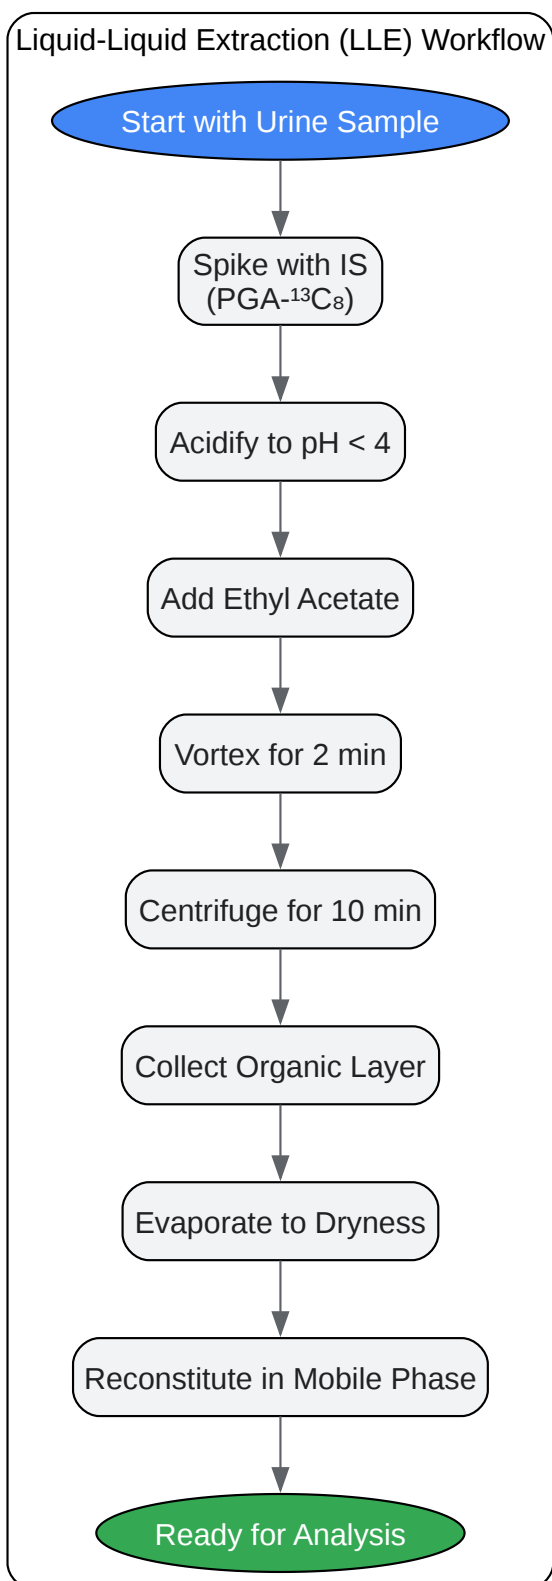 Liquid-Liquid Extraction (LLE) Workflow
Start with Urine Sample
Spike with IS
(PGA-¹³C₈)
Acidify to pH < 4
Add Ethyl Acetate
Vortex for 2 min
Centrifuge for 10 min
Collect Organic Layer
Evaporate to Dryness
Reconstitute in Mobile Phase
Ready for Analysis